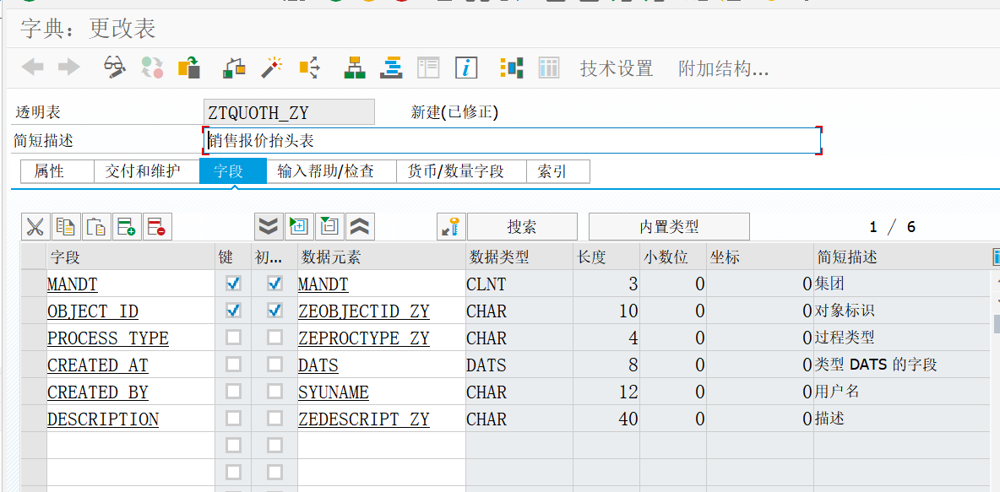 字典：更改表
技术设置 附加结构...
透明表 ZTQUOTH_ZY 新建(已修正)
简短描述 销售报价抬头表
属性 交付和维护 字段 输入帮助/检查 货币/数量字段 索引
搜索 内置类型 1 / 6
字段 键 初... 数据元素 数据类型 长度 小数位 坐标 简短描述
MANDT MANDT CLNT 3 0 0 集团
OBJECT_ID ZEOBJECTID_ZY CHAR 10 0 0 对象标识
PROCESS_TYPE ZEPROCTYPE_ZY CHAR 4 0 0 过程类型
CREATED_AT DATS DATS 8 0 0 类型 DATS 的字段
CREATED_BY SYUNAME CHAR 12 0 0 用户名
DESCRIPTION ZEDESCRIPT_ZY CHAR 40 0 0 描述